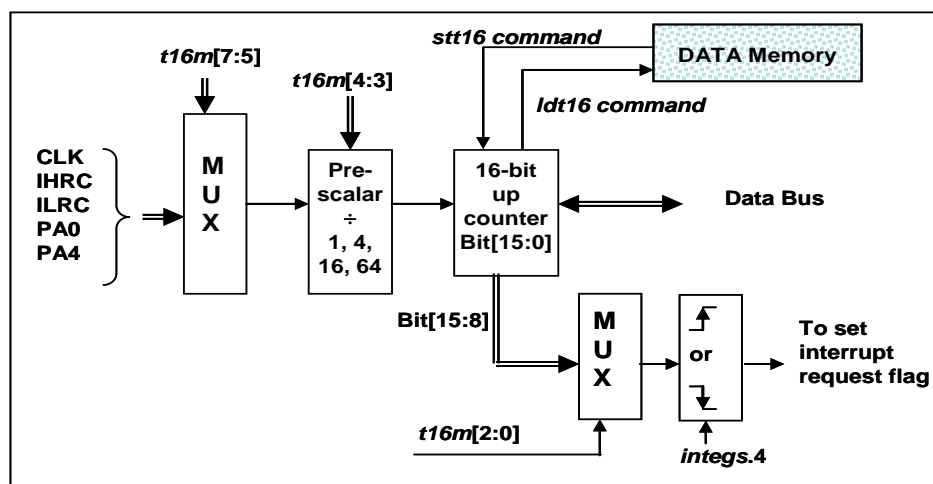 stt16 command
DATA Memory
t16m[7:5]
t16m[4:3]
ldt16 command
CLK
IHRC
ILRC
PA0
PA4
M
U
X
Pre-
scalar
÷
1, 4,
16, 64
16-bit
up
counter
Bit[15:0]
Data Bus
Bit[15:8]
M
U
X
or
To set
interrupt
request flag
t16m[2:0]
integs.4